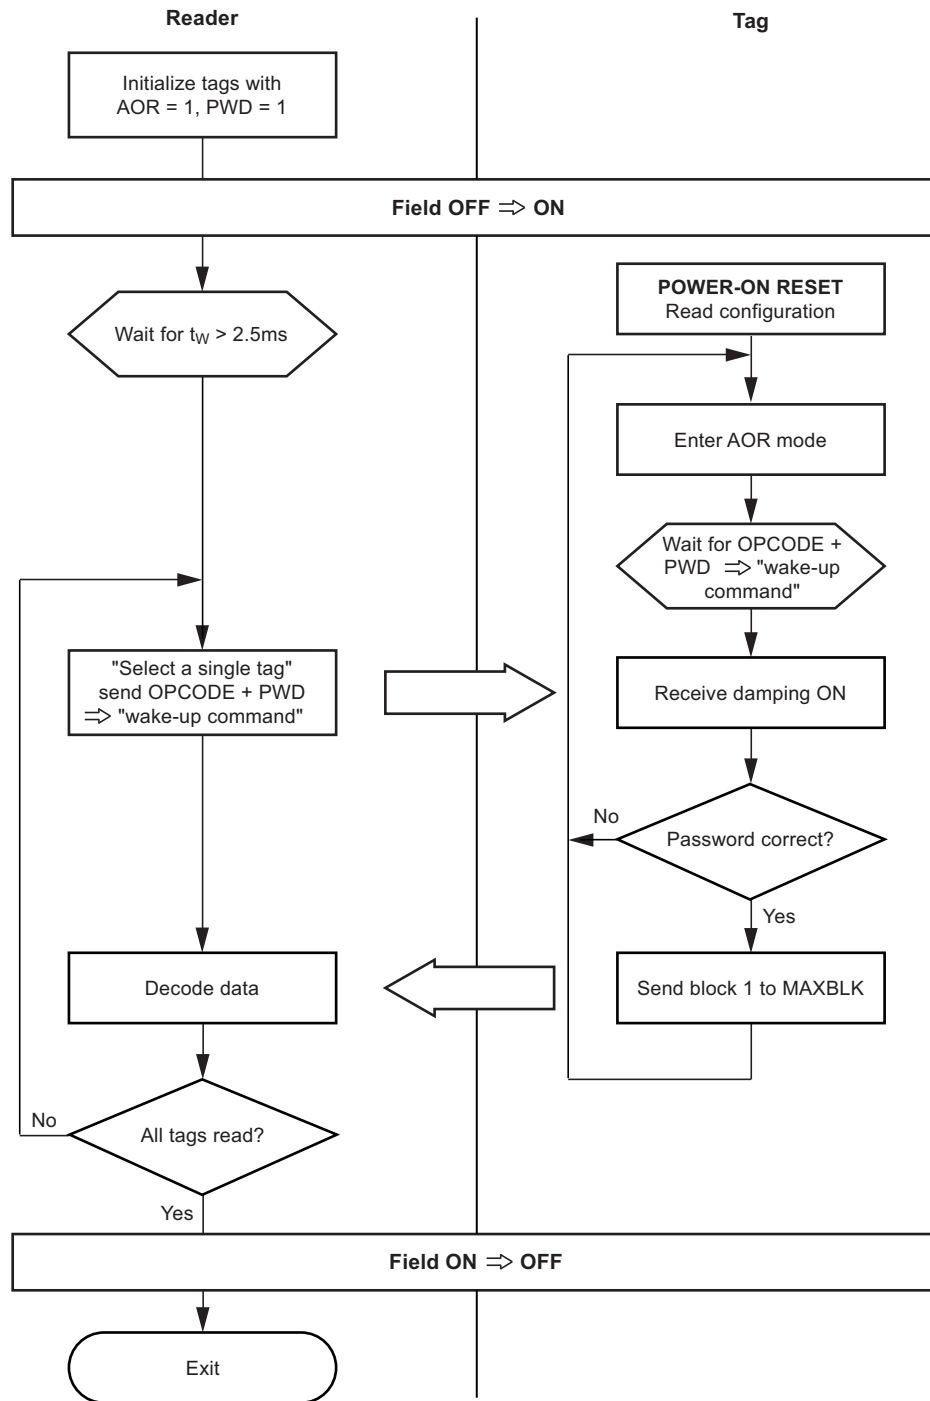 Reader
Tag
Initialize tags with
AOR = 1, PWD = 1
Field OFF ⇒ ON
POWER-ON RESET
Read configuration
Wait for tW > 2.5ms
Enter AOR mode
Wait for OPCODE +
PWD ⇒ "wake-up
command"
"Select a single tag"
send OPCODE + PWD
⇒ "wake-up command"
Receive damping ON
No
Password correct?
Yes
Decode data
Send block 1 to MAXBLK
No
All tags read?
Yes
Field ON ⇒ OFF
Exit